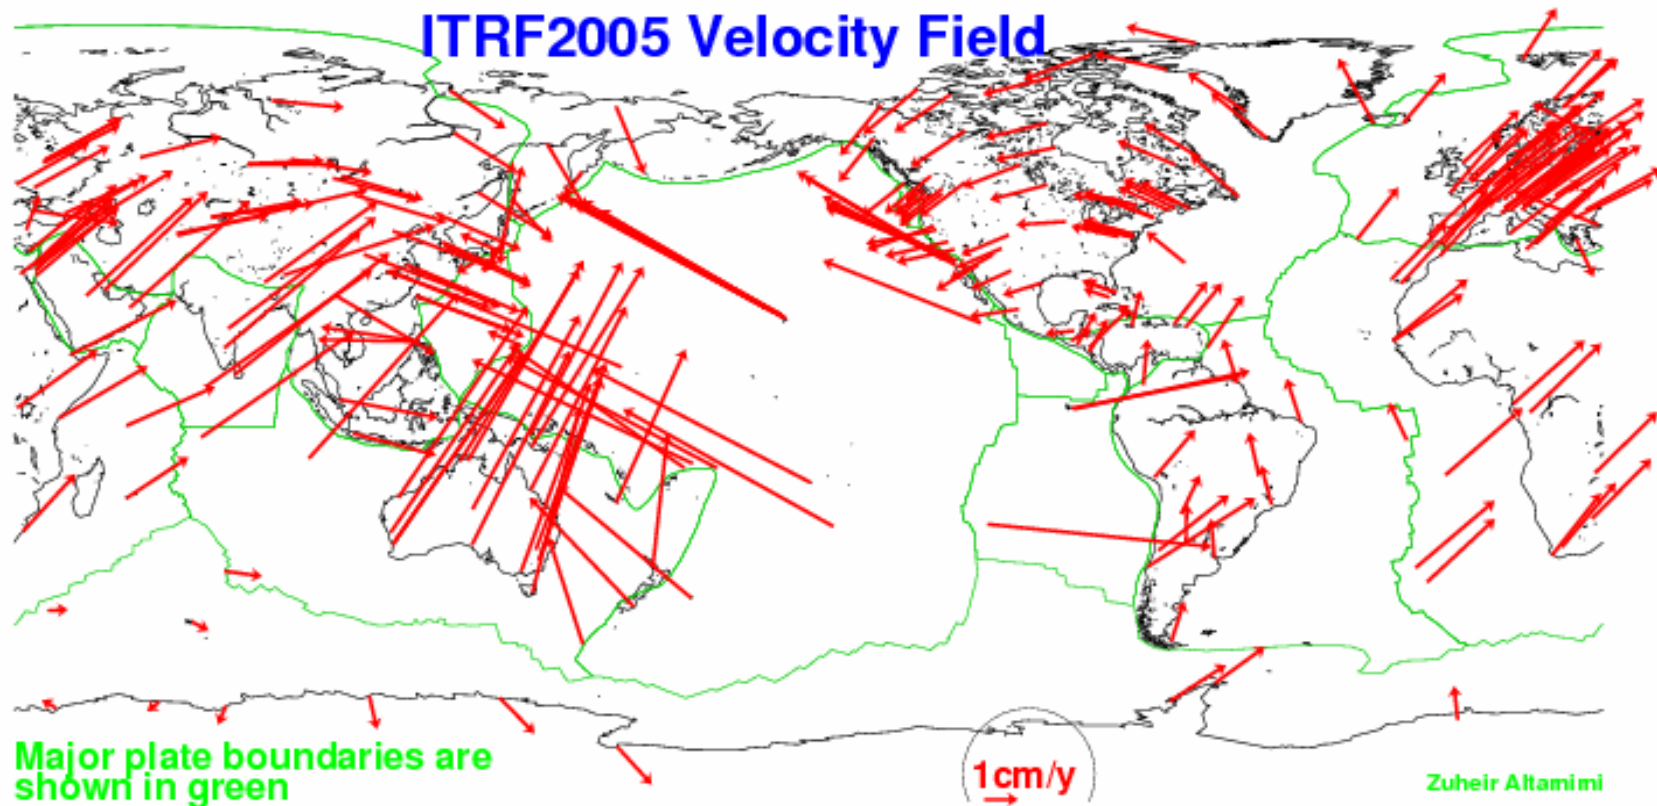 ITRF2005 Velocity Field
Major plate boundaries are
shown in green
1cm/y
Zuheir Altamimi